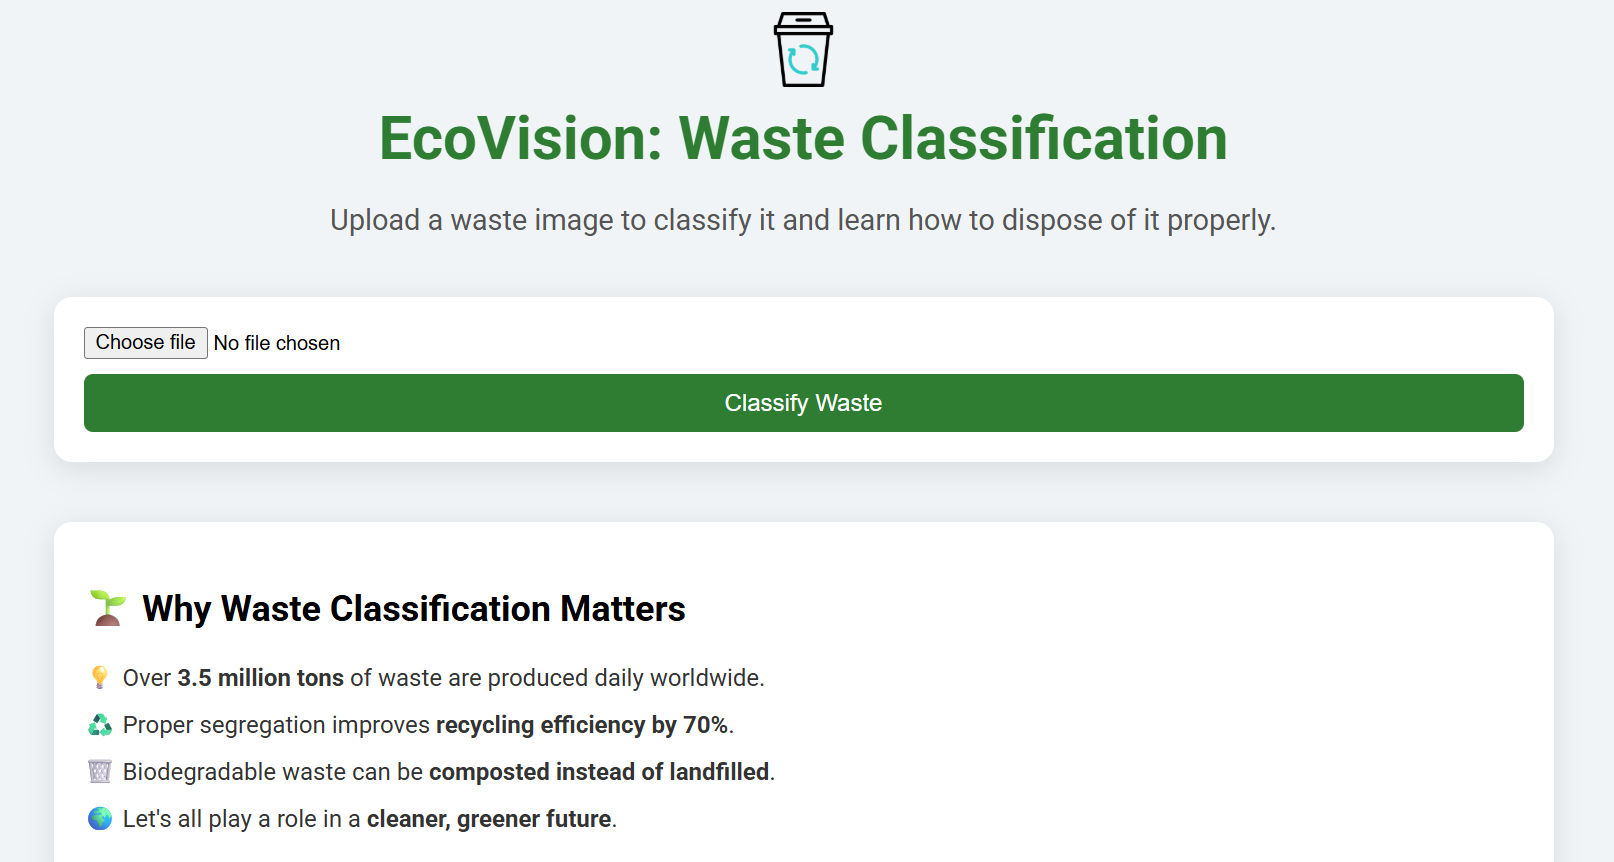 EcoVision: Waste Classification
Upload a waste image to classify it and learn how to dispose of it properly.
Choose file No file chosen
Classify Waste
Why Waste Classification Matters
Over 3.5 million tons of waste are produced daily worldwide.
Proper segregation improves recycling efficiency by 70%.
Biodegradable waste can be composted instead of landfilled.
Let's all play a role in a cleaner, greener future.